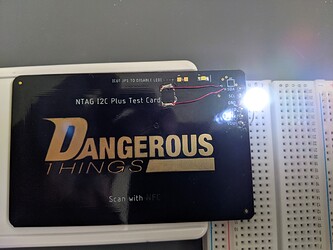 NTAG I2C Plus Test Card
DANGEROUS
THINGS
Scan with NFC